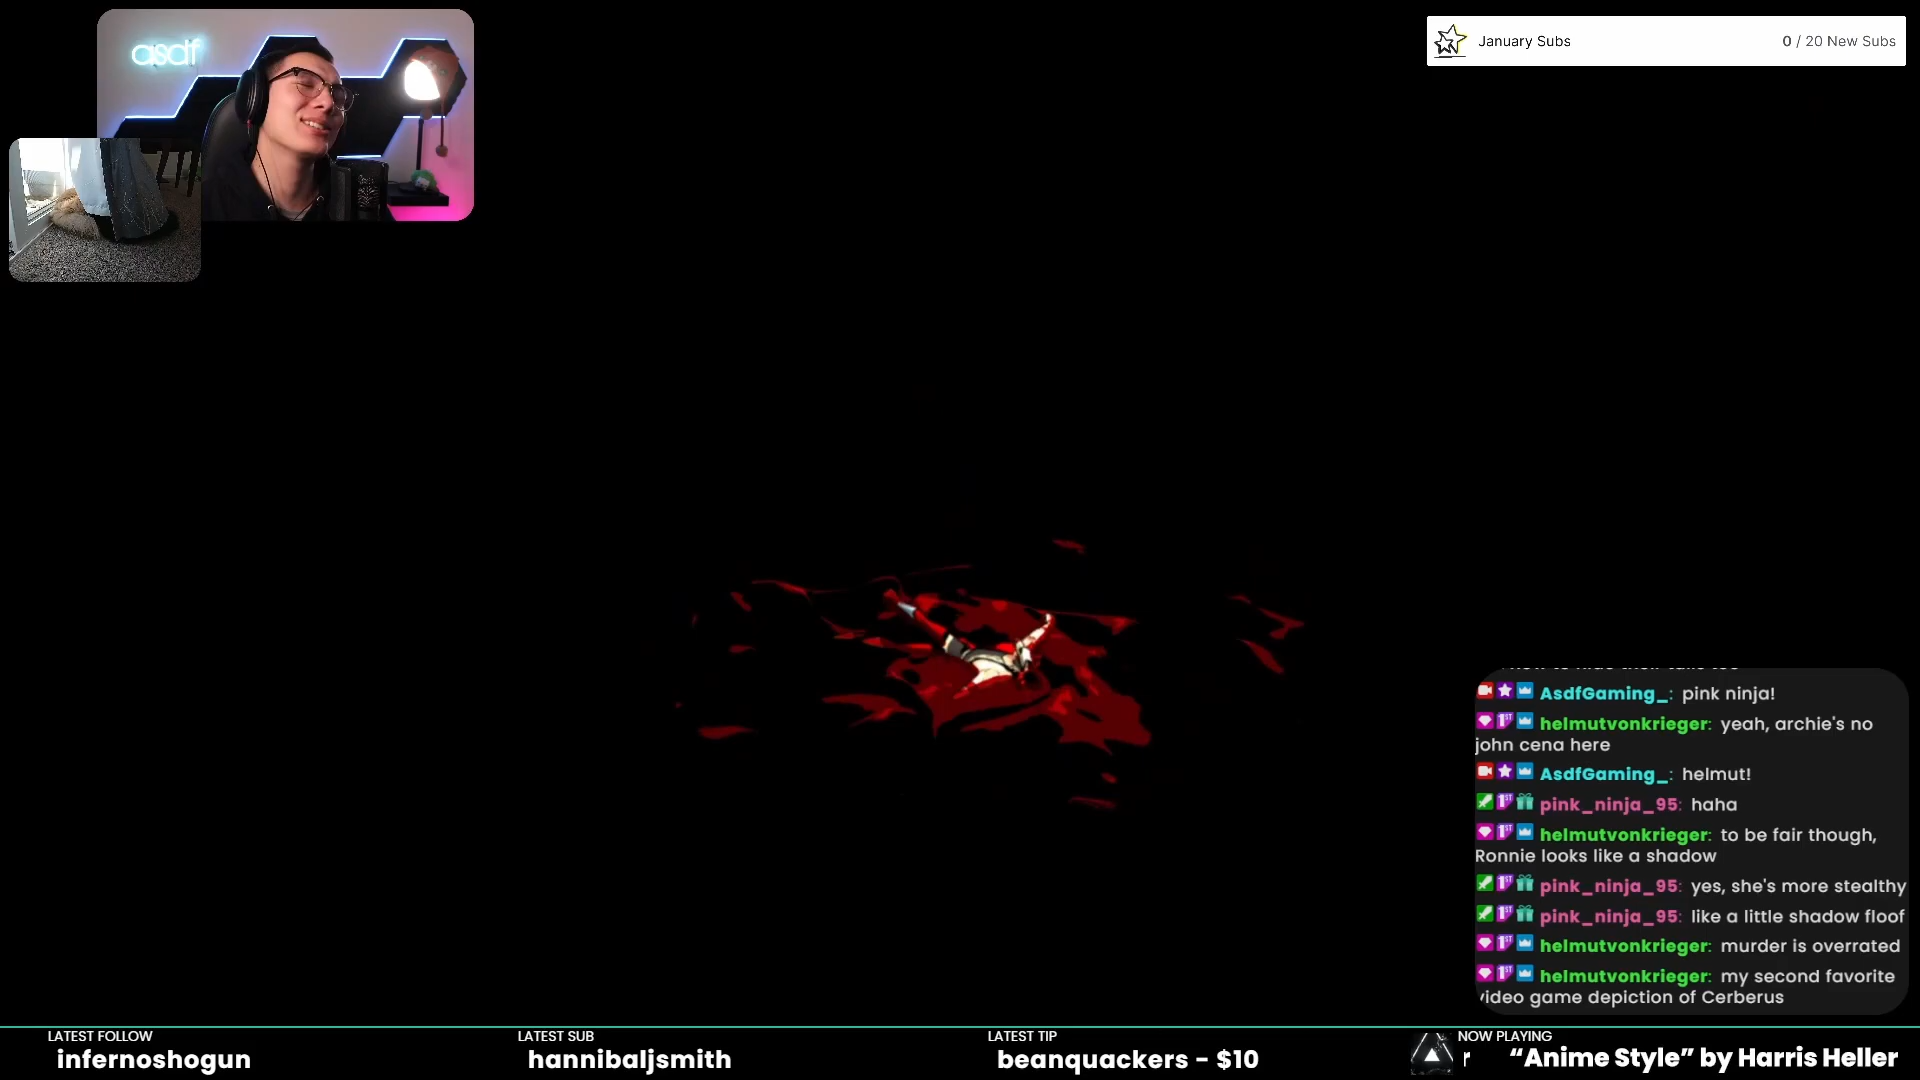 asdf
January Subs
0 / 20 New Subs
AsdfGaming_: pink ninja!
helmutvonkrieger: yeah, archie's no
john cena here
AsdfGaming_: helmut!
pink_ninja_95: haha
helmutvonkrieger: to be fair though,
Ronnie looks like a shadow
pink_ninja_95: yes, she's more stealthy
pink_ninja_95: like a little shadow floof
helmutvonkrieger: murder is overrated
helmutvonkrieger: my second favorite
video game depiction of Cerberus
LATEST FOLLOW
infernoshogun
LATEST SUB
hannibaljsmith
LATEST TIP
beanquackers - $10
NOW PLAYING
r “Anime Style” by Harris Heller